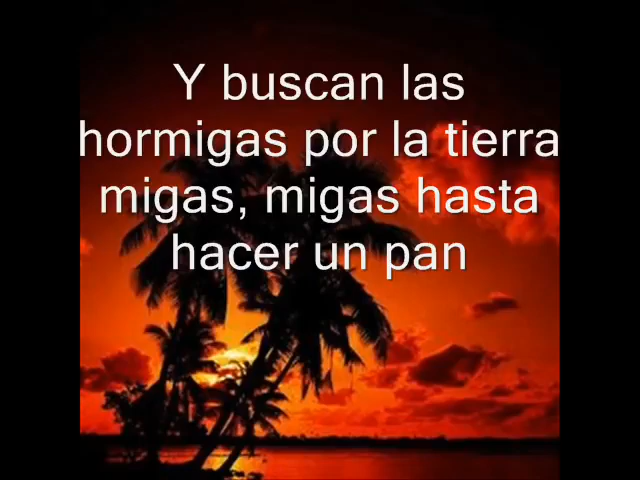 Y buscan las
hormigas por la tierra
migas, migas hasta
hacer un pan